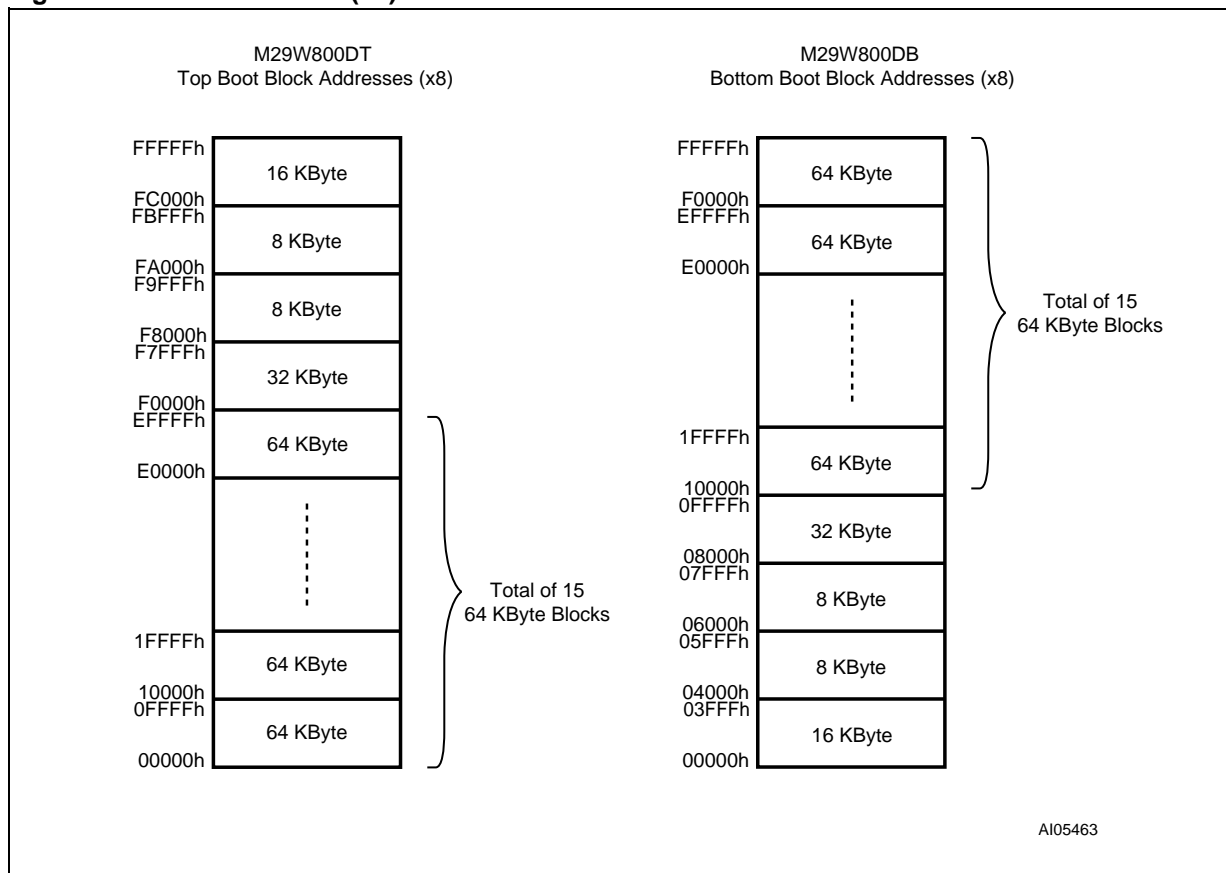 M29W800DT
Top Boot Block Addresses (x8)
FFFFFh
16 KByte
FC000h
FBFFFh
8 KByte
FA000h
F9FFFh
8 KByte
F8000h
F7FFFh
32 KByte
F0000h
EFFFFh
64 KByte
E0000h
Total of 15
64 KByte Blocks
1FFFFh
64 KByte
10000h
0FFFFh
64 KByte
00000h
M29W800DB
Bottom Boot Block Addresses (x8)
FFFFFh
64 KByte
F0000h
EFFFFh
64 KByte
E0000h
Total of 15
64 KByte Blocks
1FFFFh
64 KByte
10000h
0FFFFh
32 KByte
08000h
07FFFh
8 KByte
06000h
05FFFh
8 KByte
04000h
03FFFh
16 KByte
00000h
AI05463